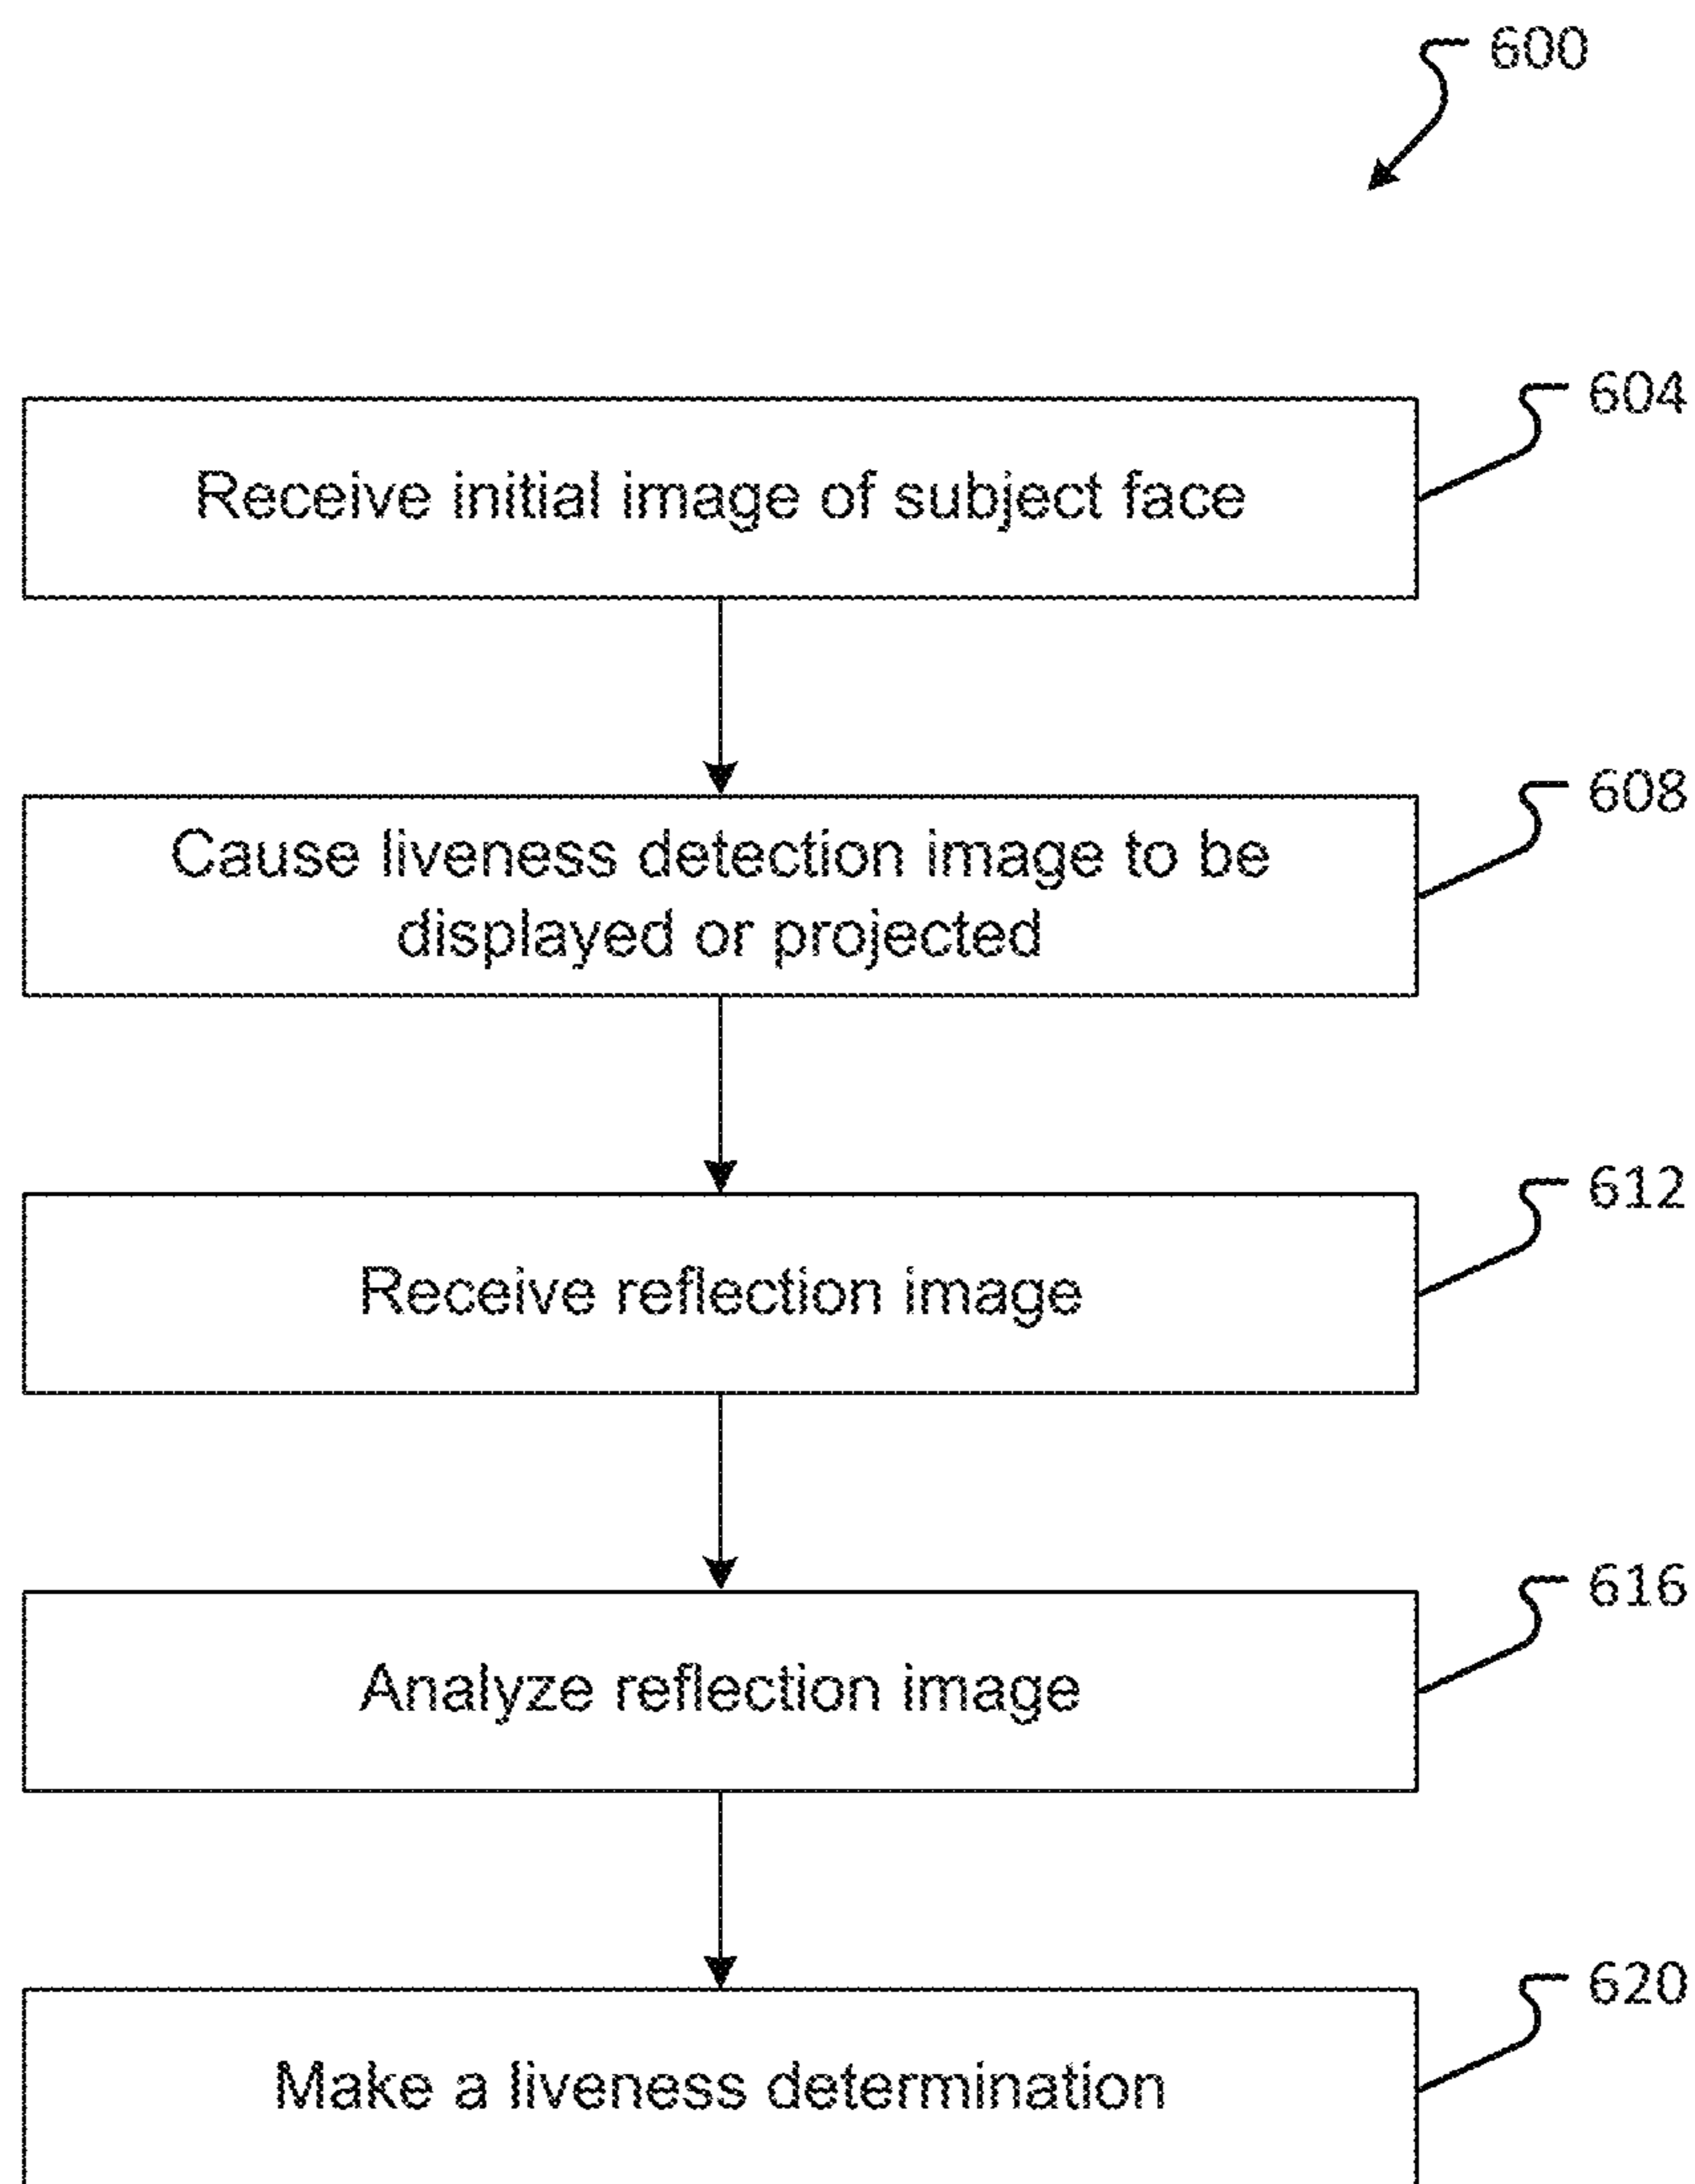 600
604
Receive initial image of subject face
608
Cause liveness detection image to be
displayed or projected
612
Receive reflection image
616
Analyze reflection image
620
Make a liveness determination